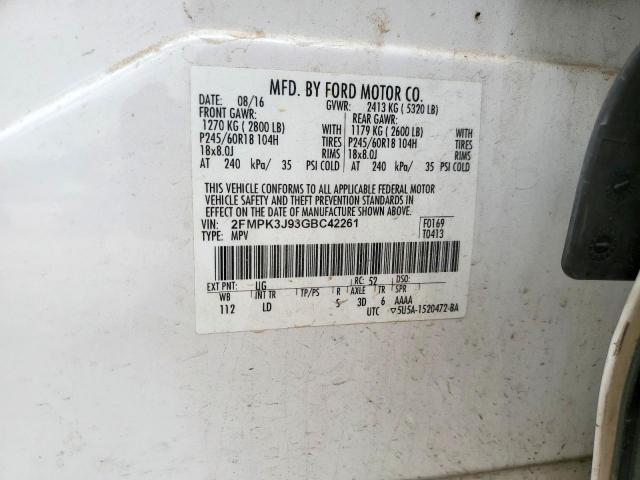 MFD. BY FORD MOTOR CO.
DATE: 08/16 GVWR: 2413 KG ( 5320 LB)
FRONT GAWR: REAR GAWR:
1270 KG ( 2800 LB) WITH 1179 KG ( 2600 LB) WITH
P245/60R18 104H TIRES P245/60R18 104H TIRES
18x8.0J RIMS 18x8.0J RIMS
AT 240 kPa/ 35 PSI COLD AT 240 kPa/ 35 PSI COLD
THIS VEHICLE CONFORMS TO ALL APPLICABLE FEDERAL MOTOR
VEHICLE SAFETY AND THEFT PREVENTION STANDARDS IN
EFFECT ON THE DATE OF MANUFACTURE SHOWN ABOVE.
VIN: 2FMPK3J93GBC42261 F0169
TYPE: MPV T0413
EXT PNT: UG RC: 52 DSO:
WB INT TR TP/PS R AXLE TR SPR
112 LD 5 3D 6 AAAA
UTC ▽5U5A-1520472-BA